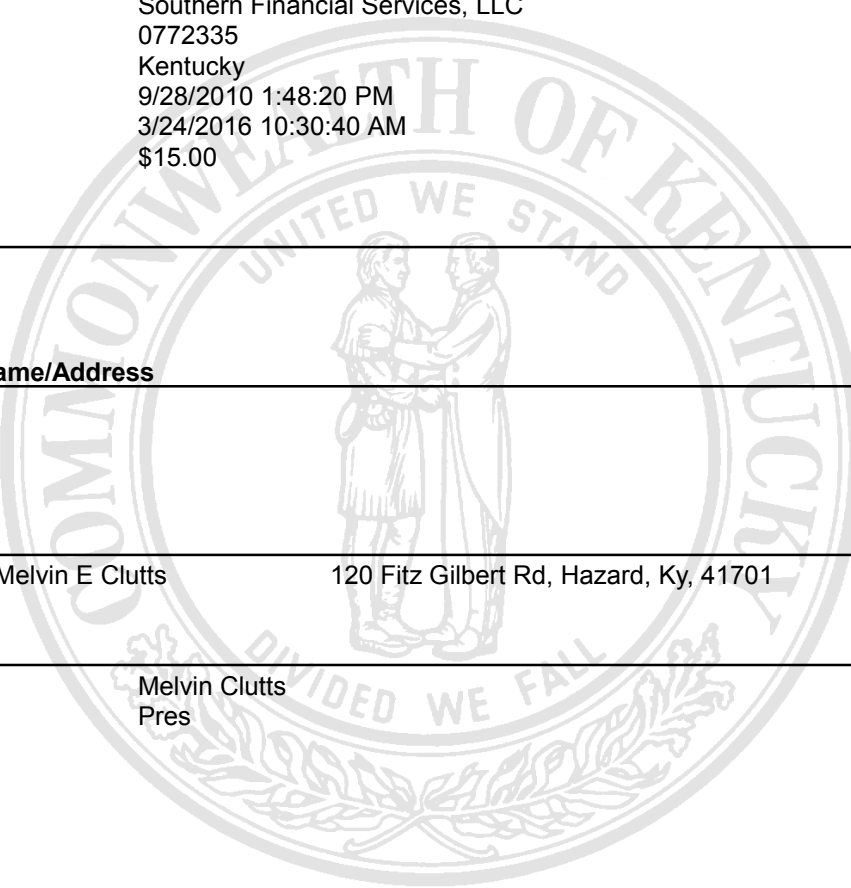 Southern Financial Services, LLC
0772335
Kentucky
9/28/2010 1:48:20 PM
3/24/2016 10:30:40 AM
$15.00
COMMONWEALTH OF KENTUCKY
UNITED WE STAND
ame/Address
Melvin E Clutts 120 Fitz Gilbert Rd, Hazard, Ky, 41701
DIVIDED WE FALL
Melvin Clutts
Pres